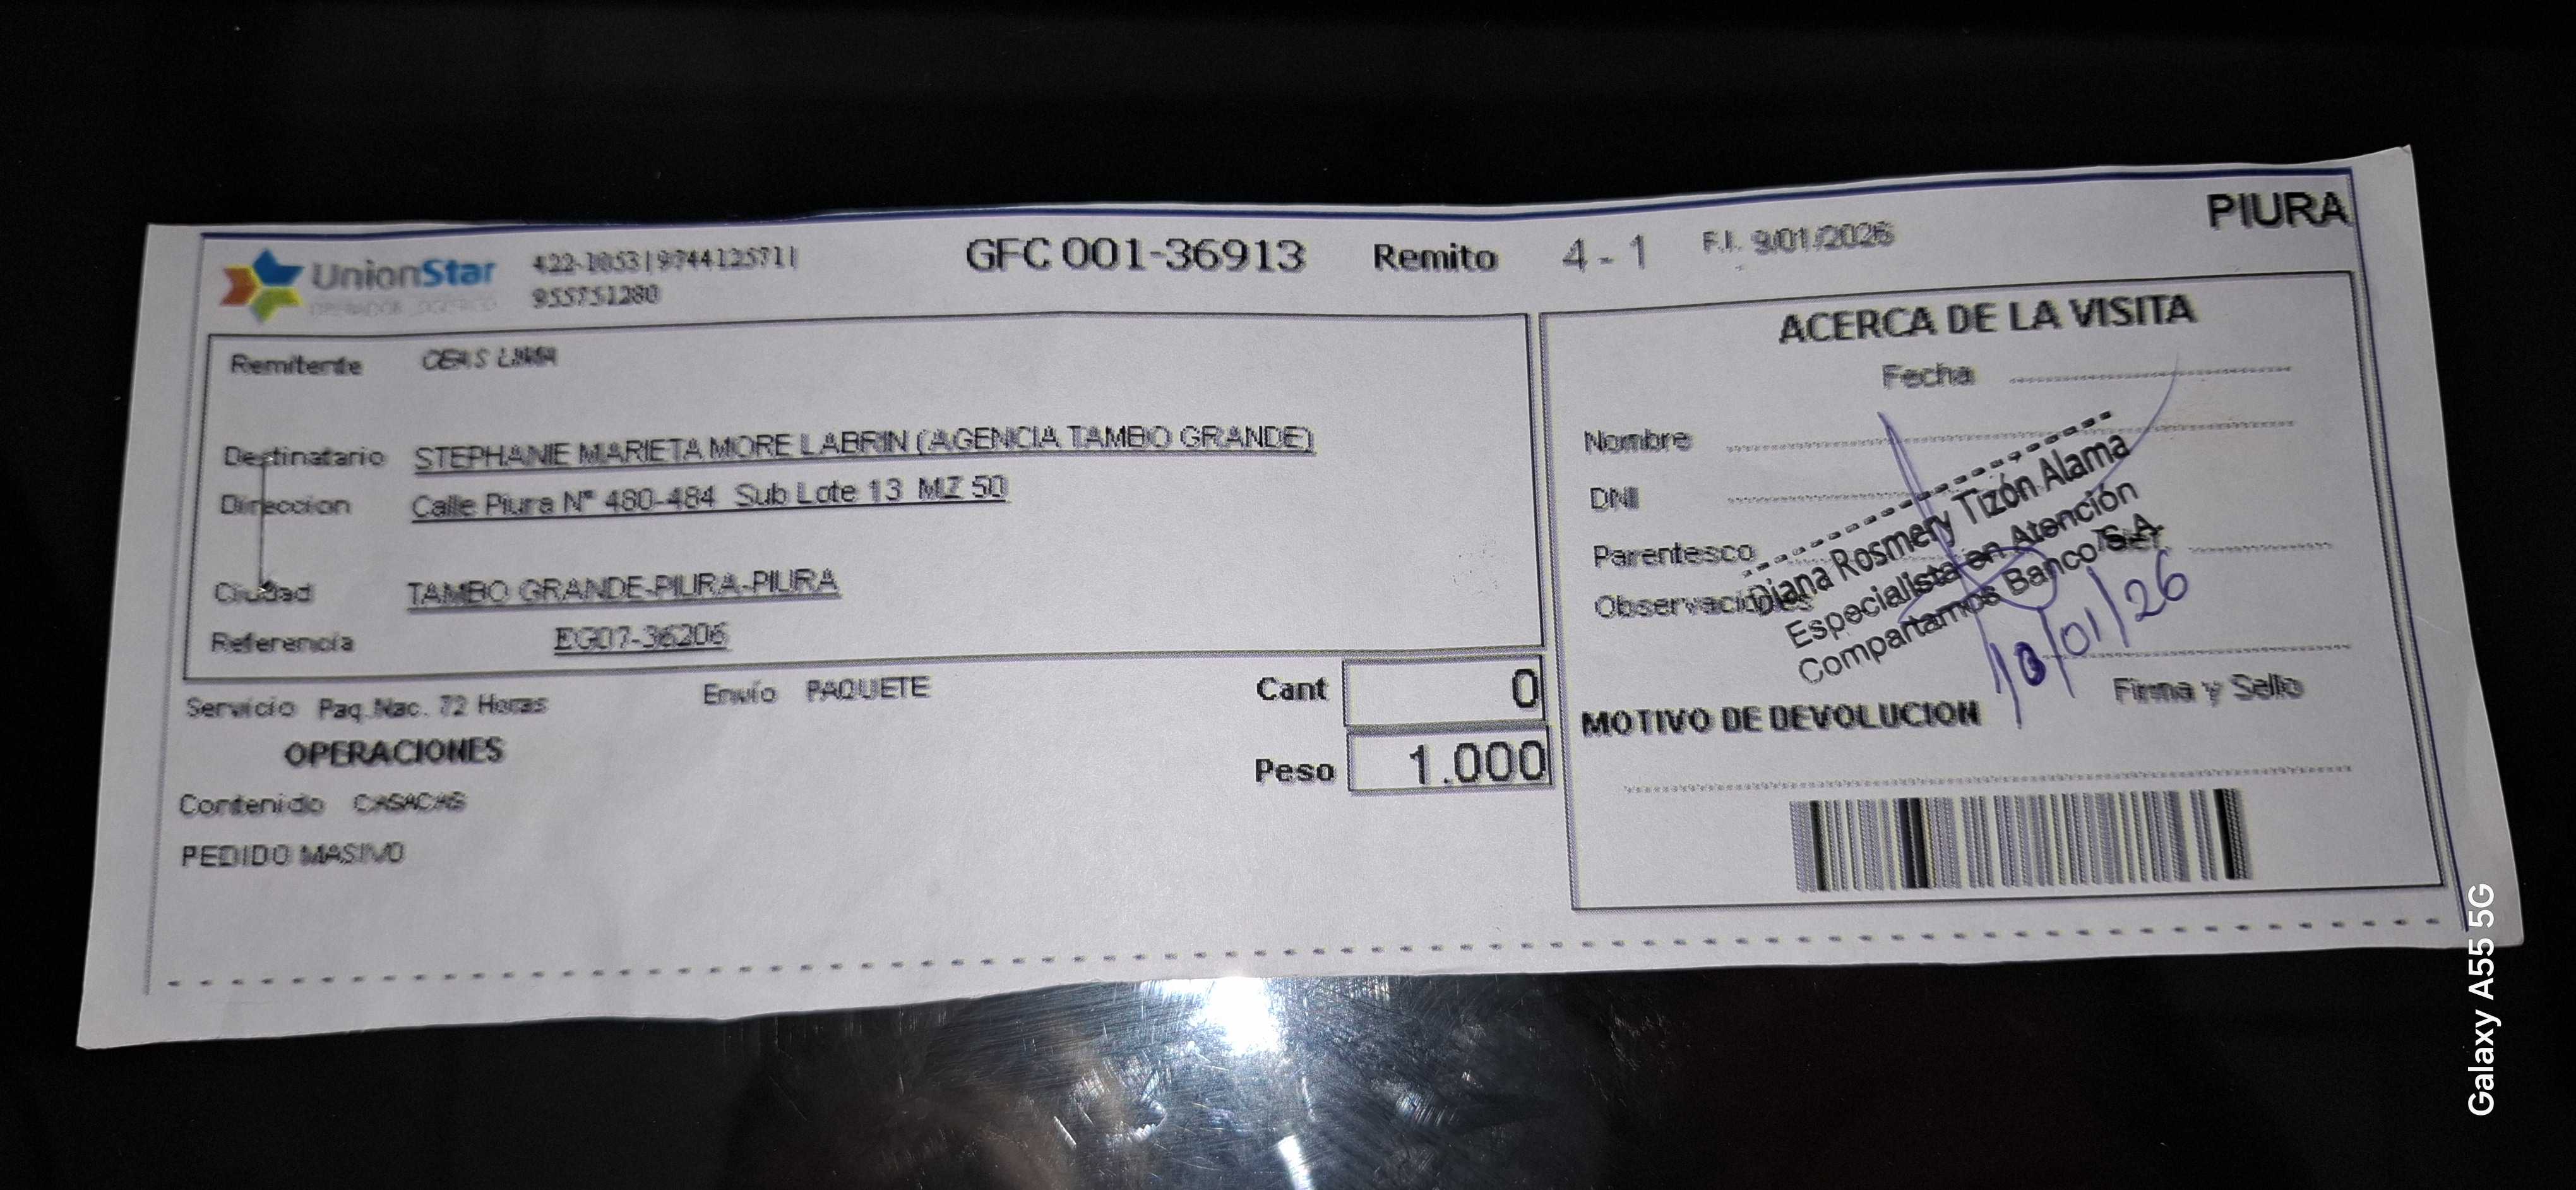 UnionStar
OPERADOR LOGISTICO
422-1053|974412571|
955751280
GFC 001-36913 Remito 4 - 1 F.I. 9/01/2026
PIURA
Remitente
Destinatario STEPHANIE MARIETA MORE LABRIN (AGENCIA TAMBO GRANDE)
Direccion Calle Piura N° 480-484 Sub Lote 13 MZ 50
Ciudad TAMBO GRANDE-PIURA-PIURA
Referencia EG07-36206
Servicio Paq.Nac. 72 Horas Envío PAQUETE
Cant 0
OPERACIONES
Peso 1.000
Contenido CASACAS
PEDIDO MASIVO
ACERCA DE LA VISITA
Fecha
Nombre
DNI
Parentesco
Observaciones
Diana Rosmery Tizón Alama
Especialista en Atención
Compartamos Banco S.A.
10/01/26
Firma y Sello
MOTIVO DE DEVOLUCION
Galaxy A55 5G